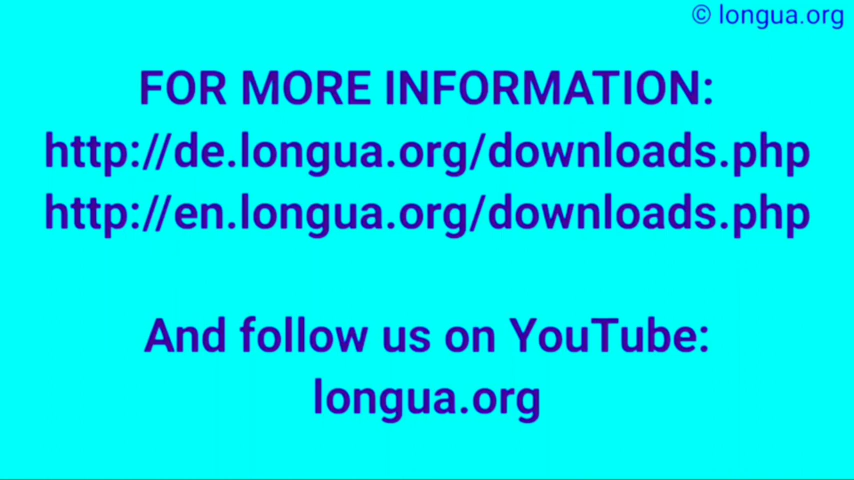 © longua.org
FOR MORE INFORMATION:
http://de.longua.org/downloads.php
http://en.longua.org/downloads.php
And follow us on YouTube:
longua.org